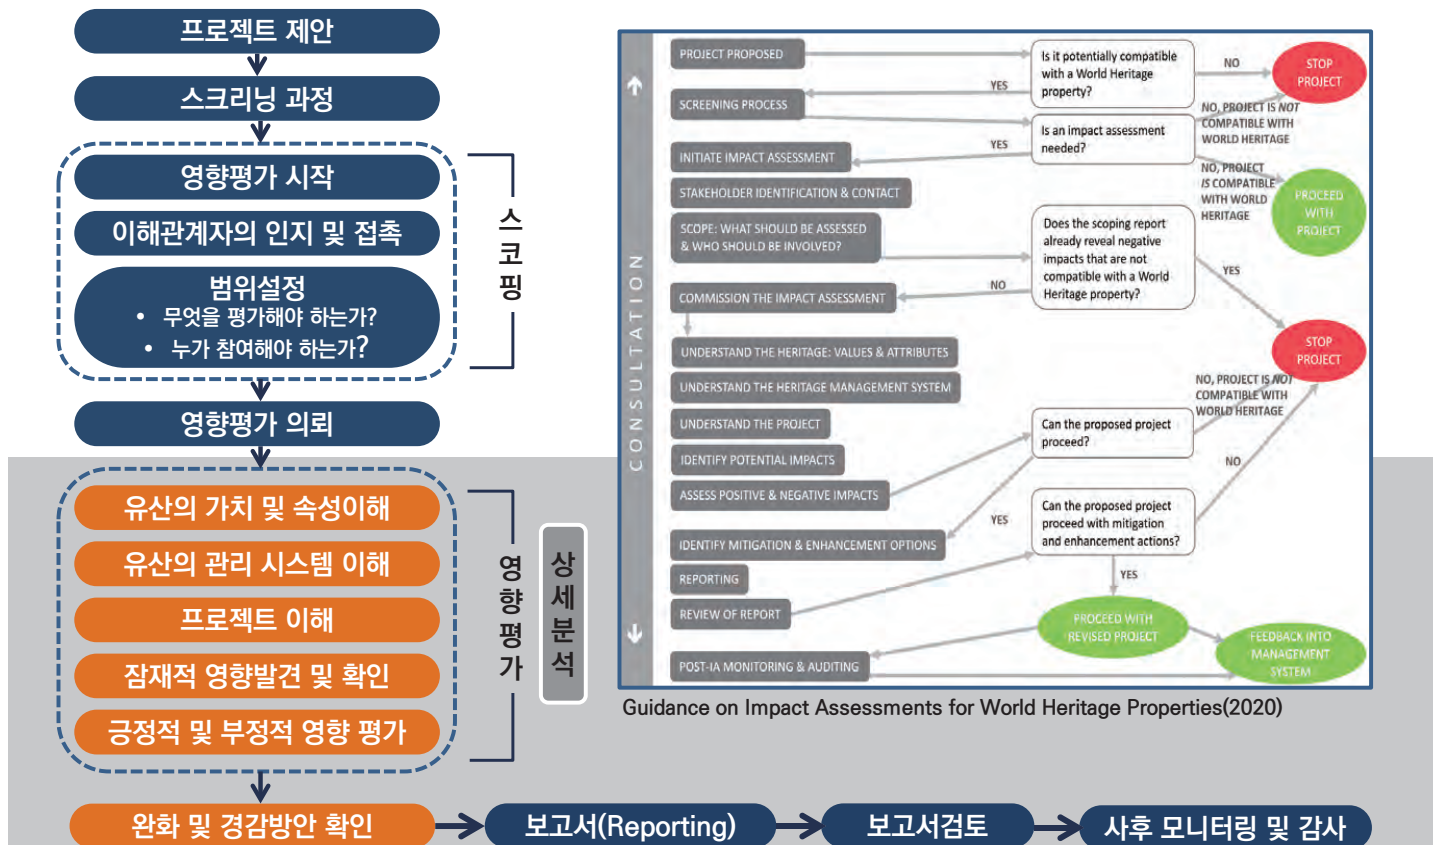 프로젝트 제안
스크리닝 과정
영향평가 시작
이해관계자의 인지 및 접촉
범위설정
• 무엇을 평가해야 하는가?
• 누가 참여해야 하는가?
스코핑
영향평가 의뢰
유산의 가치 및 속성이해
유산의 관리 시스템 이해
프로젝트 이해
잠재적 영향발견 및 확인
긍정적 및 부정적 영향 평가
영향평가
상세분석
완화 및 경감방안 확인
보고서(Reporting)
보고서검토
사후 모니터링 및 감사
CONSULTATION
PROJECT PROPOSED
SCREENING PROCESS
INITIATE IMPACT ASSESSMENT
STAKEHOLDER IDENTIFICATION & CONTACT
SCOPE: WHAT SHOULD BE ASSESSED
& WHO SHOULD BE INVOLVED?
COMMISSION THE IMPACT ASSESSMENT
UNDERSTAND THE HERITAGE: VALUES & ATTRIBUTES
UNDERSTAND THE HERITAGE MANAGEMENT SYSTEM
UNDERSTAND THE PROJECT
IDENTIFY POTENTIAL IMPACTS
ASSESS POSITIVE & NEGATIVE IMPACTS
IDENTIFY MITIGATION & ENHANCEMENT OPTIONS
REPORTING
REVIEW OF REPORT
POST-IA MONITORING & AUDITING
Is it potentially compatible
with a World Heritage
property?
NO
YES
STOP
PROJECT
Is an impact assessment
needed?
YES
NO, PROJECT IS NOT
COMPATIBLE WITH
WORLD HERITAGE
NO, PROJECT
IS COMPATIBLE
WITH WORLD
HERITAGE
PROCEED
WITH
PROJECT
Does the scoping report
already reveal negative
impacts that are not
compatible with a World
Heritage property?
YES
NO
STOP
PROJECT
NO, PROJECT IS NOT
COMPATIBLE WITH
WORLD HERITAGE
Can the proposed project
proceed?
NO
YES
Can the proposed project
proceed with mitigation
and enhancement actions?
YES
PROCEED WITH
REVISED PROJECT
FEEDBACK INTO
MANAGEMENT
SYSTEM
Guidance on Impact Assessments for World Heritage Properties(2020)